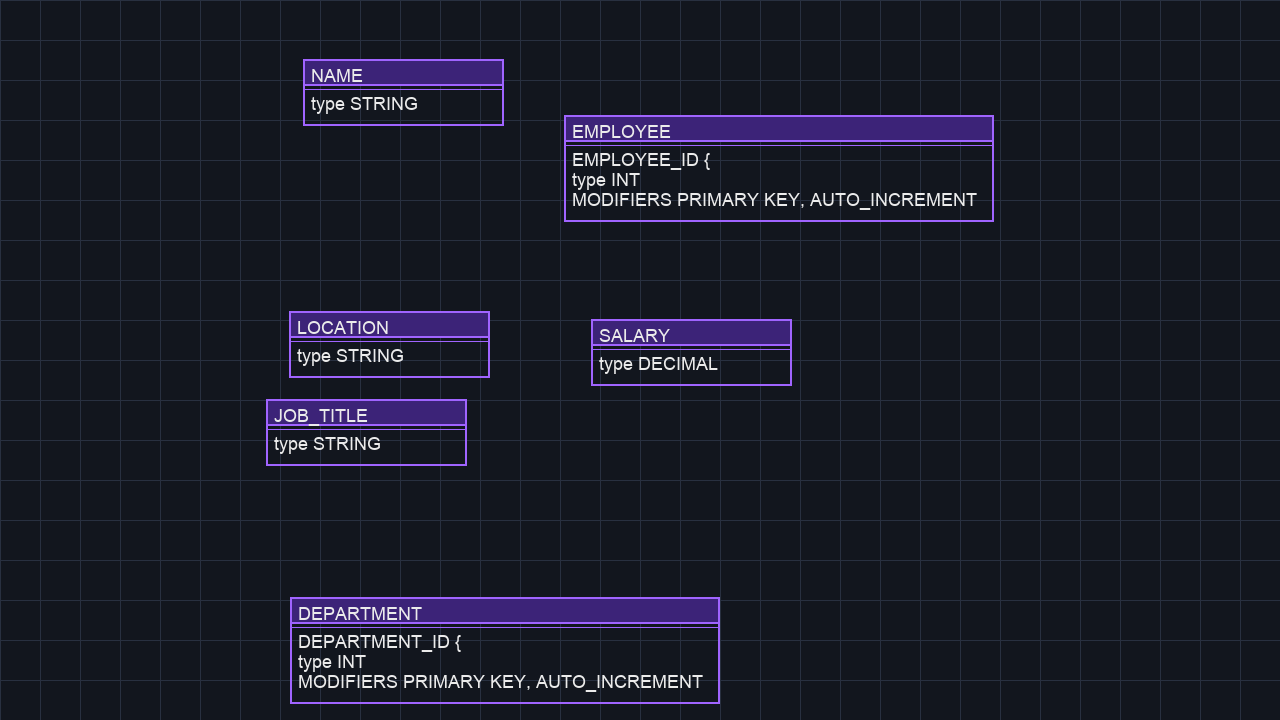 NAME
type STRING
EMPLOYEE
EMPLOYEE_ID {
type INT
MODIFIERS PRIMARY KEY, AUTO_INCREMENT
LOCATION
type STRING
SALARY
type DECIMAL
JOB_TITLE
type STRING
DEPARTMENT
DEPARTMENT_ID {
type INT
MODIFIERS PRIMARY KEY, AUTO_INCREMENT